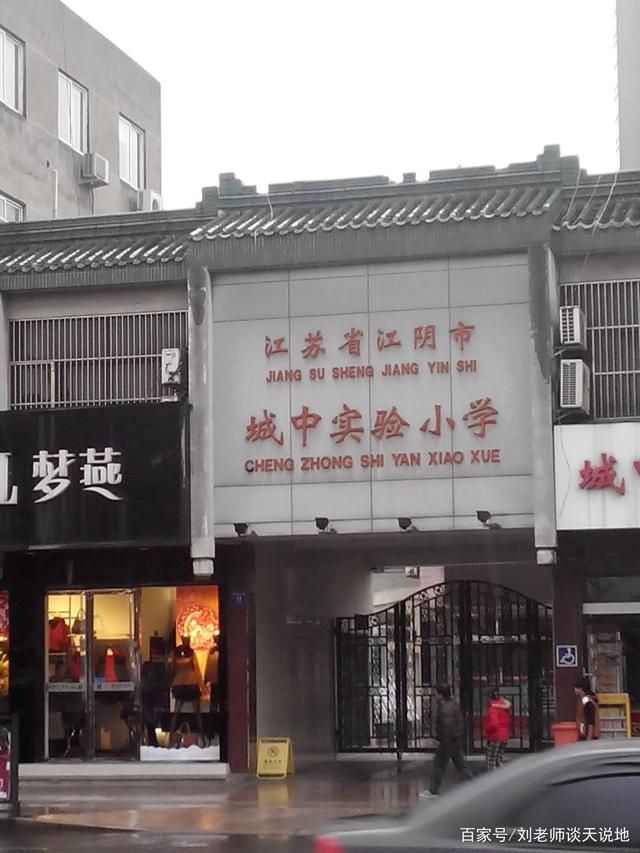 江苏省江阴市
JIANG SU SHENG JIANG YIN SHI
城中实验小学
CHENG ZHONG SHI YAN XIAO XUE
梦燕
城
百家号/刘老师谈天说地